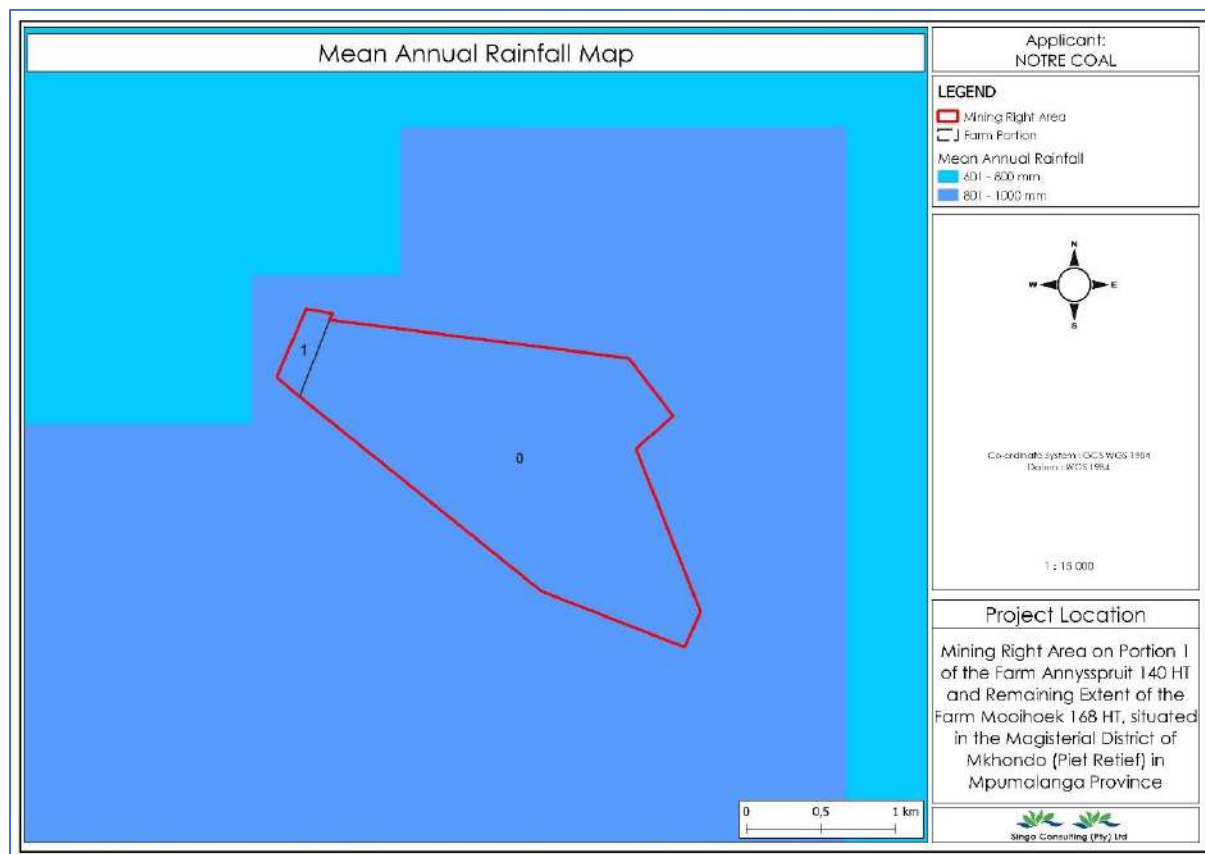 Mean Annual Rainfall Map
1
0
0 0,5 1 km
Applicant:
NOTRE COAL
LEGEND
Mining Right Area
Farm Portion
Mean Annual Rainfall
601 - 800 mm
801 - 1000 mm
N
W E
S
Co-ordinate System : GCS WGS 1984
Datum : WGS 1984
1 : 15 000
Project Location
Mining Right Area on Portion 1
of the Farm Annysspruit 140 HT
and Remaining Extent of the
Farm Mooihoek 168 HT, situated
in the Magisterial District of
Mkhondo (Piet Retief) in
Mpumalanga Province
Singo Consulting (Pty) Ltd